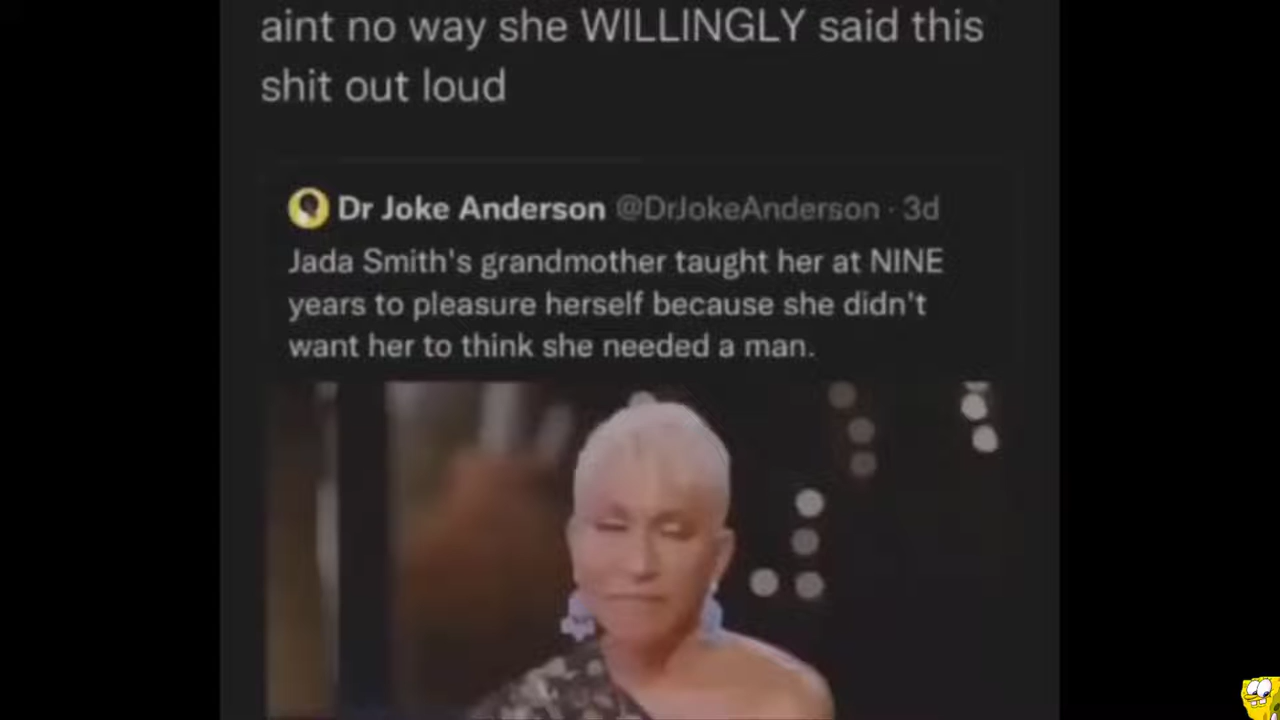 aint no way she WILLINGLY said this
shit out loud
Dr Joke Anderson @DrJokeAnderson · 3d
Jada Smith's grandmother taught her at NINE
years to pleasure herself because she didn't
want her to think she needed a man.